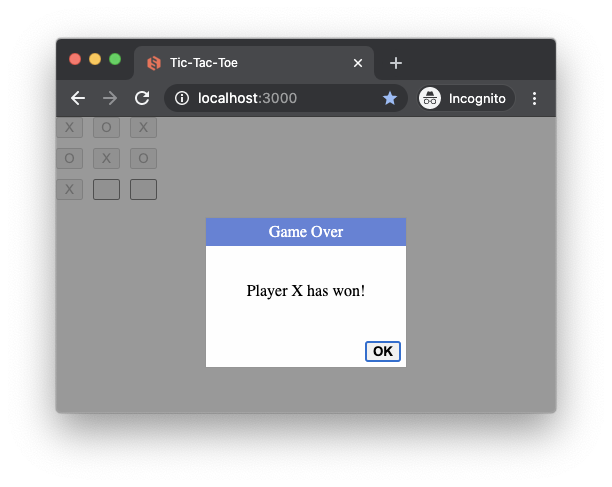 Tic-Tac-Toe
localhost:3000
Incognito
X O X
O X O
X
Game Over
Player X has won!
OK